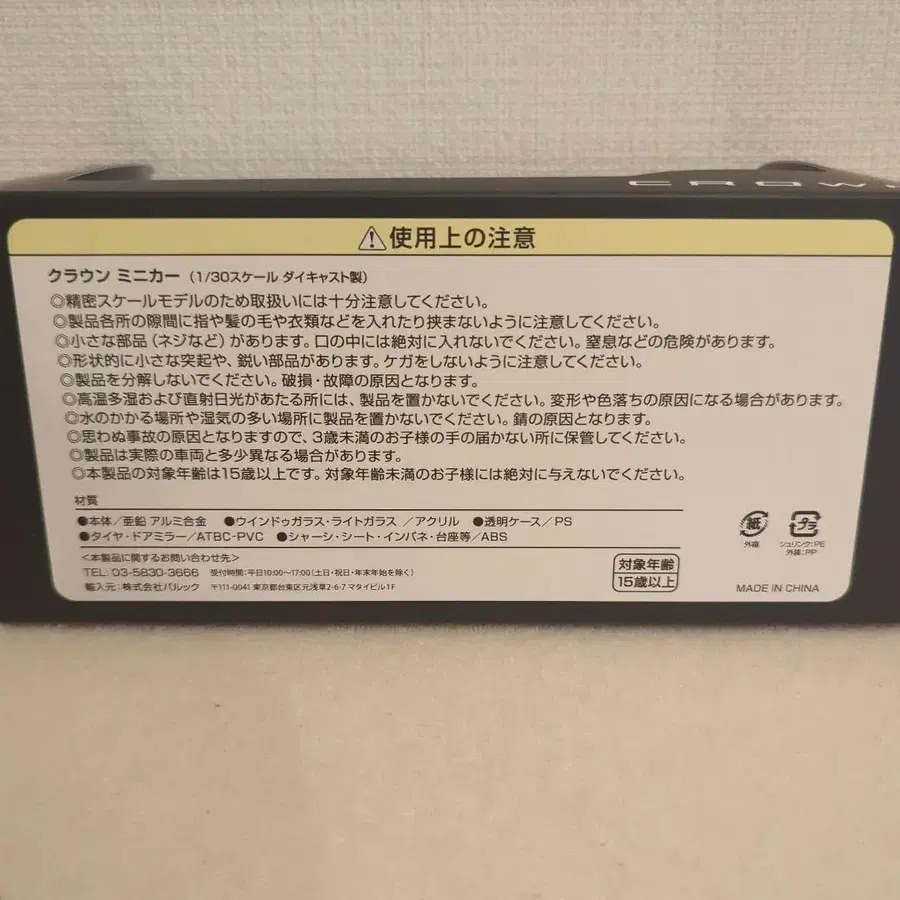 CROW
⚠使用上の注意
クラウン ミニカー（1/30スケール ダイキャスト製）
◎精密スケールモデルのため取扱いには十分注意してください。
◎製品各所の隙間に指や髪の毛や衣類などを入れたり挟まないように注意してください。
◎小さな部品（ネジなど）があります。口の中には絶対に入れないでください。窒息などの危険があります。
◎形状的に小さな突起や、鋭い部品があります。ケガをしないように注意してください。
◎製品を分解しないでください。破損・故障の原因となります。
◎高温多湿および直射日光があたる所には、製品を置かないでください。変形や色落ちの原因になる場合があります。
◎水のかかる場所や湿気の多い場所に製品を置かないでください。錆の原因となります。
◎思わぬ事故の原因となりますので、3歳未満のお子様の手の届かない所に保管してください。
◎製品は実際の車両と多少異なる場合があります。
◎本製品の対象年齢は15歳以上です。対象年齢未満のお子様には絶対に与えないでください。
材質
●本体／亜鉛 アルミ合金 ●ウインドゥガラス・ライトガラス ／アクリル ●透明ケース／PS
●タイヤ・ドアミラー／ATBC-PVC ●シャーシ・シート・インパネ・台座等／ABS
＜本製品に関するお問い合わせ先＞
TEL: 03-5830-3666 受付時間：平日10:00〜17:00（土日・祝日・年末年始を除く）
輸入元：株式会社バルック 〒111-0041 東京都台東区元浅草2-6-7 マタイビル1F
対象年齢
15歳以上
紙
外箱
プラ
シュリンク：PE
外装：PP
MADE IN CHINA